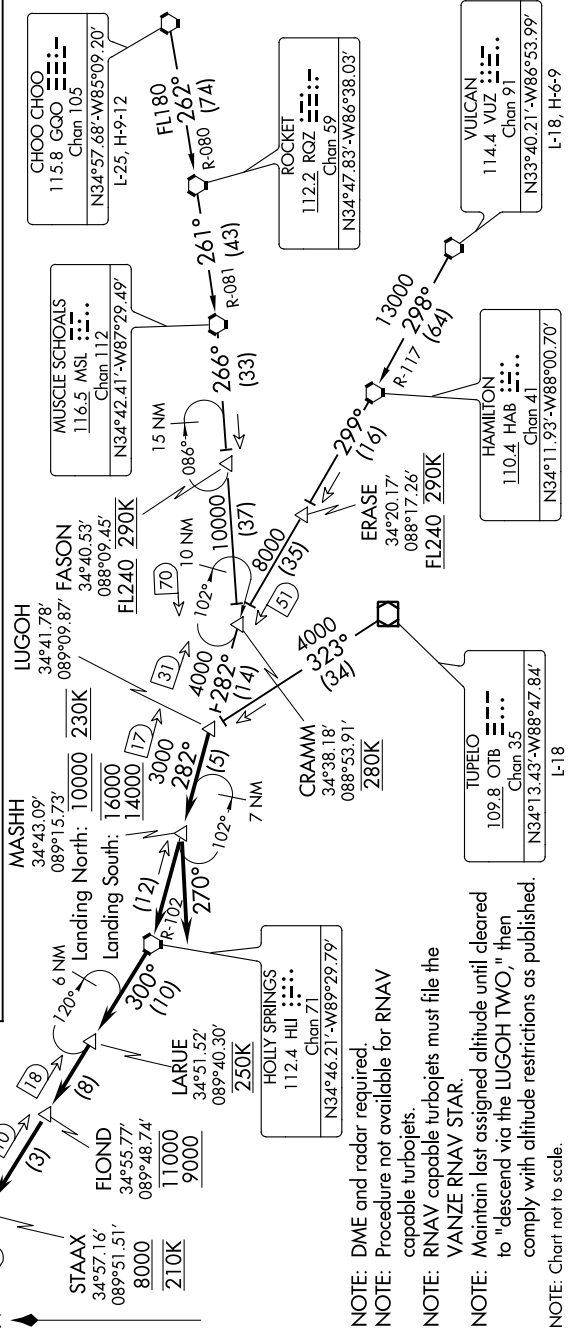 CHOO CHOO
115.8 GQO
Chan 105
N34°57.68'-W85°09.20'
L-25, H-9-12
FL180
262°
(74)
R-080
ROCKET
112.2 RQZ
Chan 59
N34°47.83'-W86°38.03'
261°
(43)
R-081
MUSCLE SCHOALS
116.5 MSL
Chan 112
N34°42.41'-W87°29.49'
266°
(33)
15 NM
086°
FASON
34°40.53'
088°09.45'
FL240 290K
10000
(37)
VULCAN
114.4 VUZ
Chan 91
N33°40.21'-W86°53.99'
L-18, H-6-9
13000
298°
(64)
R-117
HAMILTON
110.4 HAB
Chan 41
N34°11.93'-W88°00.70'
299°
(16)
ERASE
34°20.17'
088°17.26'
FL240 290K
8000
(35)
10 NM
102°
70
51
31
CRAMM
34°38.18'
088°53.91'
280K
4000
282°
(14)
TUPELO
109.8 OTB
Chan 35
N34°13.43'-W88°47.84'
L-18
4000
323°
(34)
LUGOH
34°41.78'
089°09.87'
230K
17
3000
282°
(5)
MASHH
34°43.09'
089°15.73'
Landing North: 10000
Landing South: 16000
14000
102°
7 NM
(12)
R-102
270°
HOLLY SPRINGS
112.4 HLI
Chan 71
N34°46.21'-W89°29.79'
300°
(10)
6 NM
120°
LARUE
34°51.52'
089°40.30'
250K
18
(8)
FLOND
34°55.77'
089°48.74'
11000
9000
10
(3)
STAAX
34°57.16'
089°51.51'
8000
210K
NOTE: DME and radar required.
NOTE: Procedure not available for RNAV
capable turbojets.
NOTE: RNAV capable turbojets must file the
VANZE RNAV STAR.
NOTE: Maintain last assigned altitude until cleared
to "descend via the LUGOH TWO," then
comply with altitude restrictions as published.
NOTE: Chart not to scale.